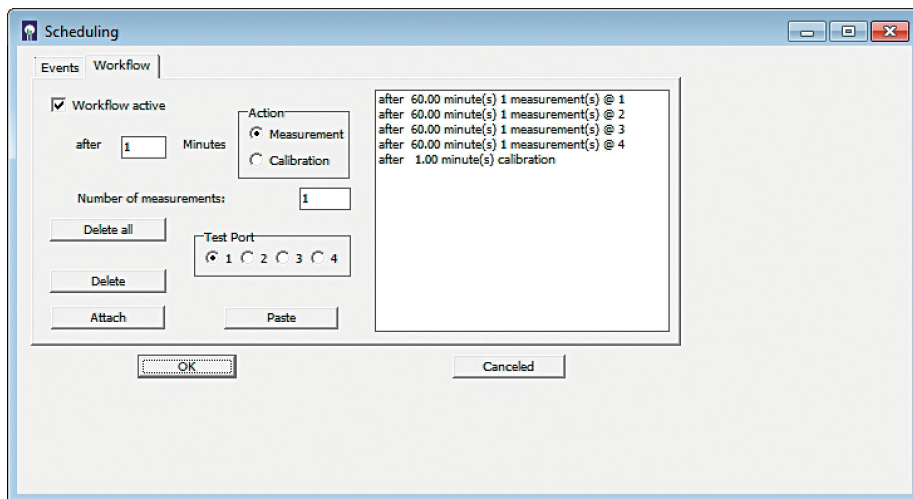 Scheduling
Events Workflow
Workflow active
after 1 Minutes
Action
Measurement
Calibration
Number of measurements: 1
Delete all
Test Port
1 2 3 4
Delete
Attach Paste
after 60.00 minute(s) 1 measurement(s) @ 1
after 60.00 minute(s) 1 measurement(s) @ 2
after 60.00 minute(s) 1 measurement(s) @ 3
after 60.00 minute(s) 1 measurement(s) @ 4
after 1.00 minute(s) calibration
OK Canceled